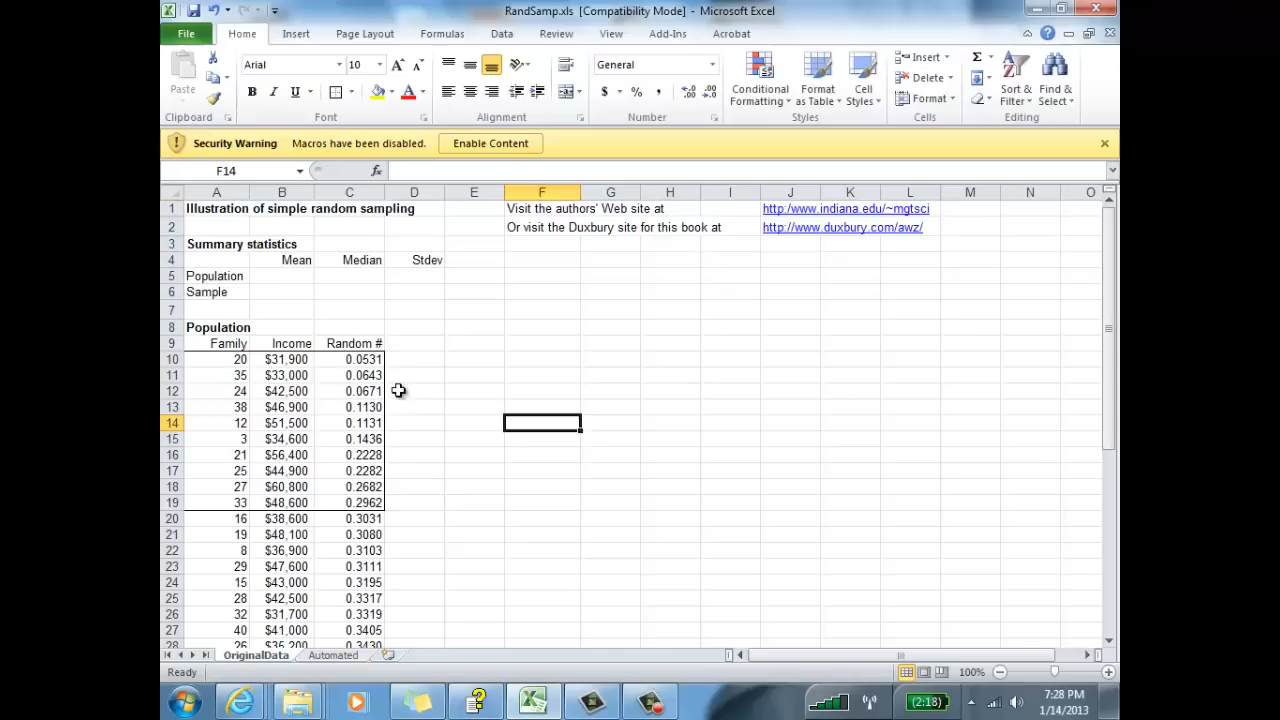 RandSamp.xls [Compatibility Mode] - Microsoft Excel
File Home Insert Page Layout Formulas Data Review View Add-Ins Acrobat
Paste Arial 10 A A General Conditional Formatting Format as Table Cell Styles Insert Delete Format Sort & Filter Find & Select
B I U A $ % ,
Clipboard Font Alignment Number Styles Cells Editing
Security Warning Macros have been disabled. Enable Content
F14 fx
A B C D E F G H I J K L M N O
1 Illustration of simple random sampling Visit the authors' Web site at http://www.indiana.edu/~mgtsci
2 Or visit the Duxbury site for this book at http://www.duxbury.com/awz/
3 Summary statistics
4 Mean Median Stdev
5 Population
6 Sample
7
8 Population
9 Family Income Random #
10 20 $31,900 0.0531
11 35 $33,000 0.0643
12 24 $42,500 0.0671
13 38 $46,900 0.1130
14 12 $51,500 0.1131
15 3 $34,600 0.1436
16 21 $56,400 0.2228
17 25 $44,900 0.2282
18 27 $60,800 0.2682
19 33 $48,600 0.2962
20 16 $38,600 0.3031
21 19 $48,100 0.3080
22 8 $36,900 0.3103
23 29 $47,600 0.3111
24 15 $43,000 0.3195
25 28 $42,500 0.3317
26 32 $31,700 0.3319
27 40 $41,000 0.3405
28 26 $35,200 0.3430
OriginalData Automated
Ready 100%
(2:18) 7:28 PM
1/14/2013